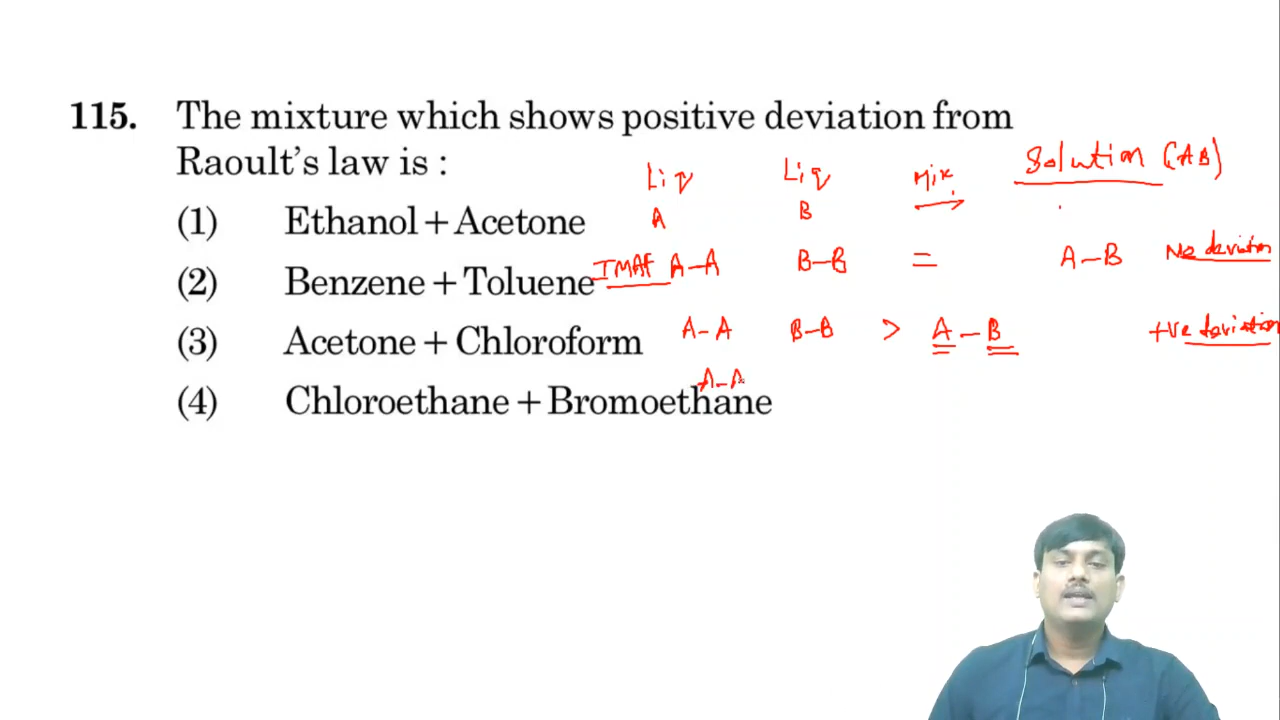 115. The mixture which shows positive deviation from
Raoult's law is :
Liq Liq Mix Solution (AB)
A B
(1) Ethanol + Acetone
IMAF A-A B-B = A-B No deviation
(2) Benzene + Toluene
(3) Acetone + Chloroform
A-A B-B > A-B +ve deviation
A-A
(4) Chloroethane + Bromoethane